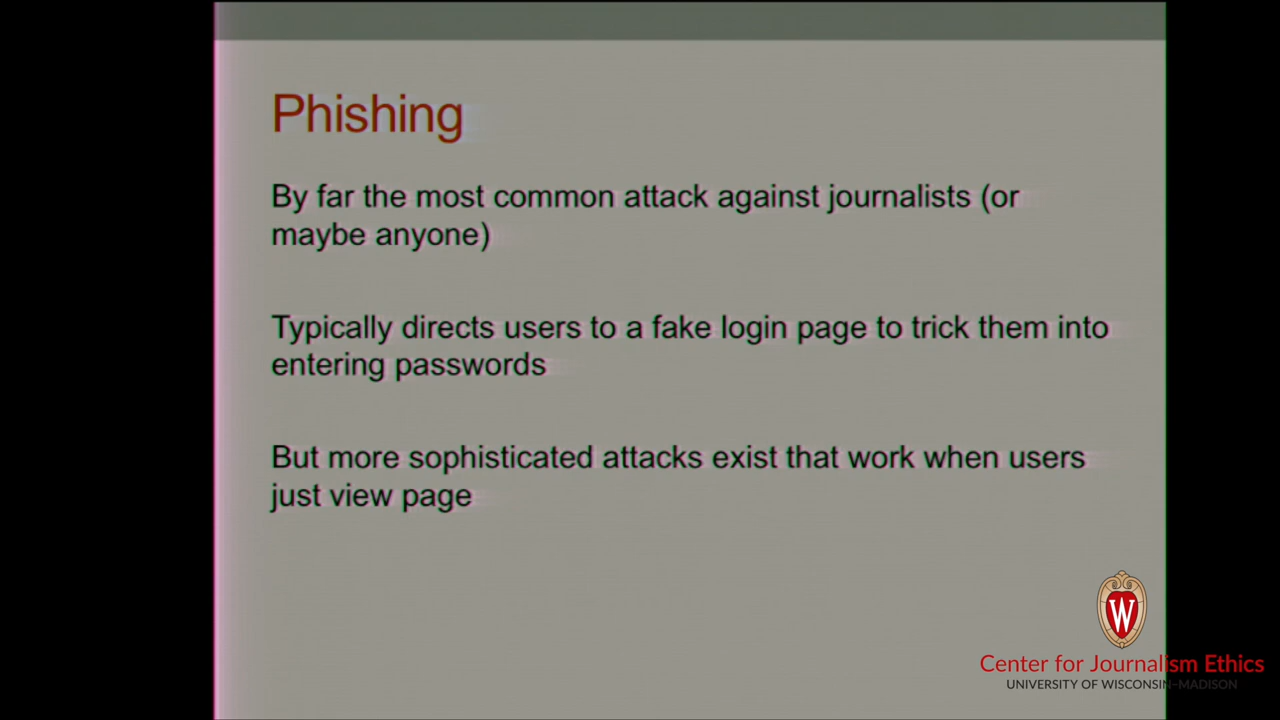 Phishing
By far the most common attack against journalists (or
maybe anyone)
Typically directs users to a fake login page to trick them into
entering passwords
But more sophisticated attacks exist that work when users
just view page
W
Center for Journalism Ethics
UNIVERSITY OF WISCONSIN–MADISON